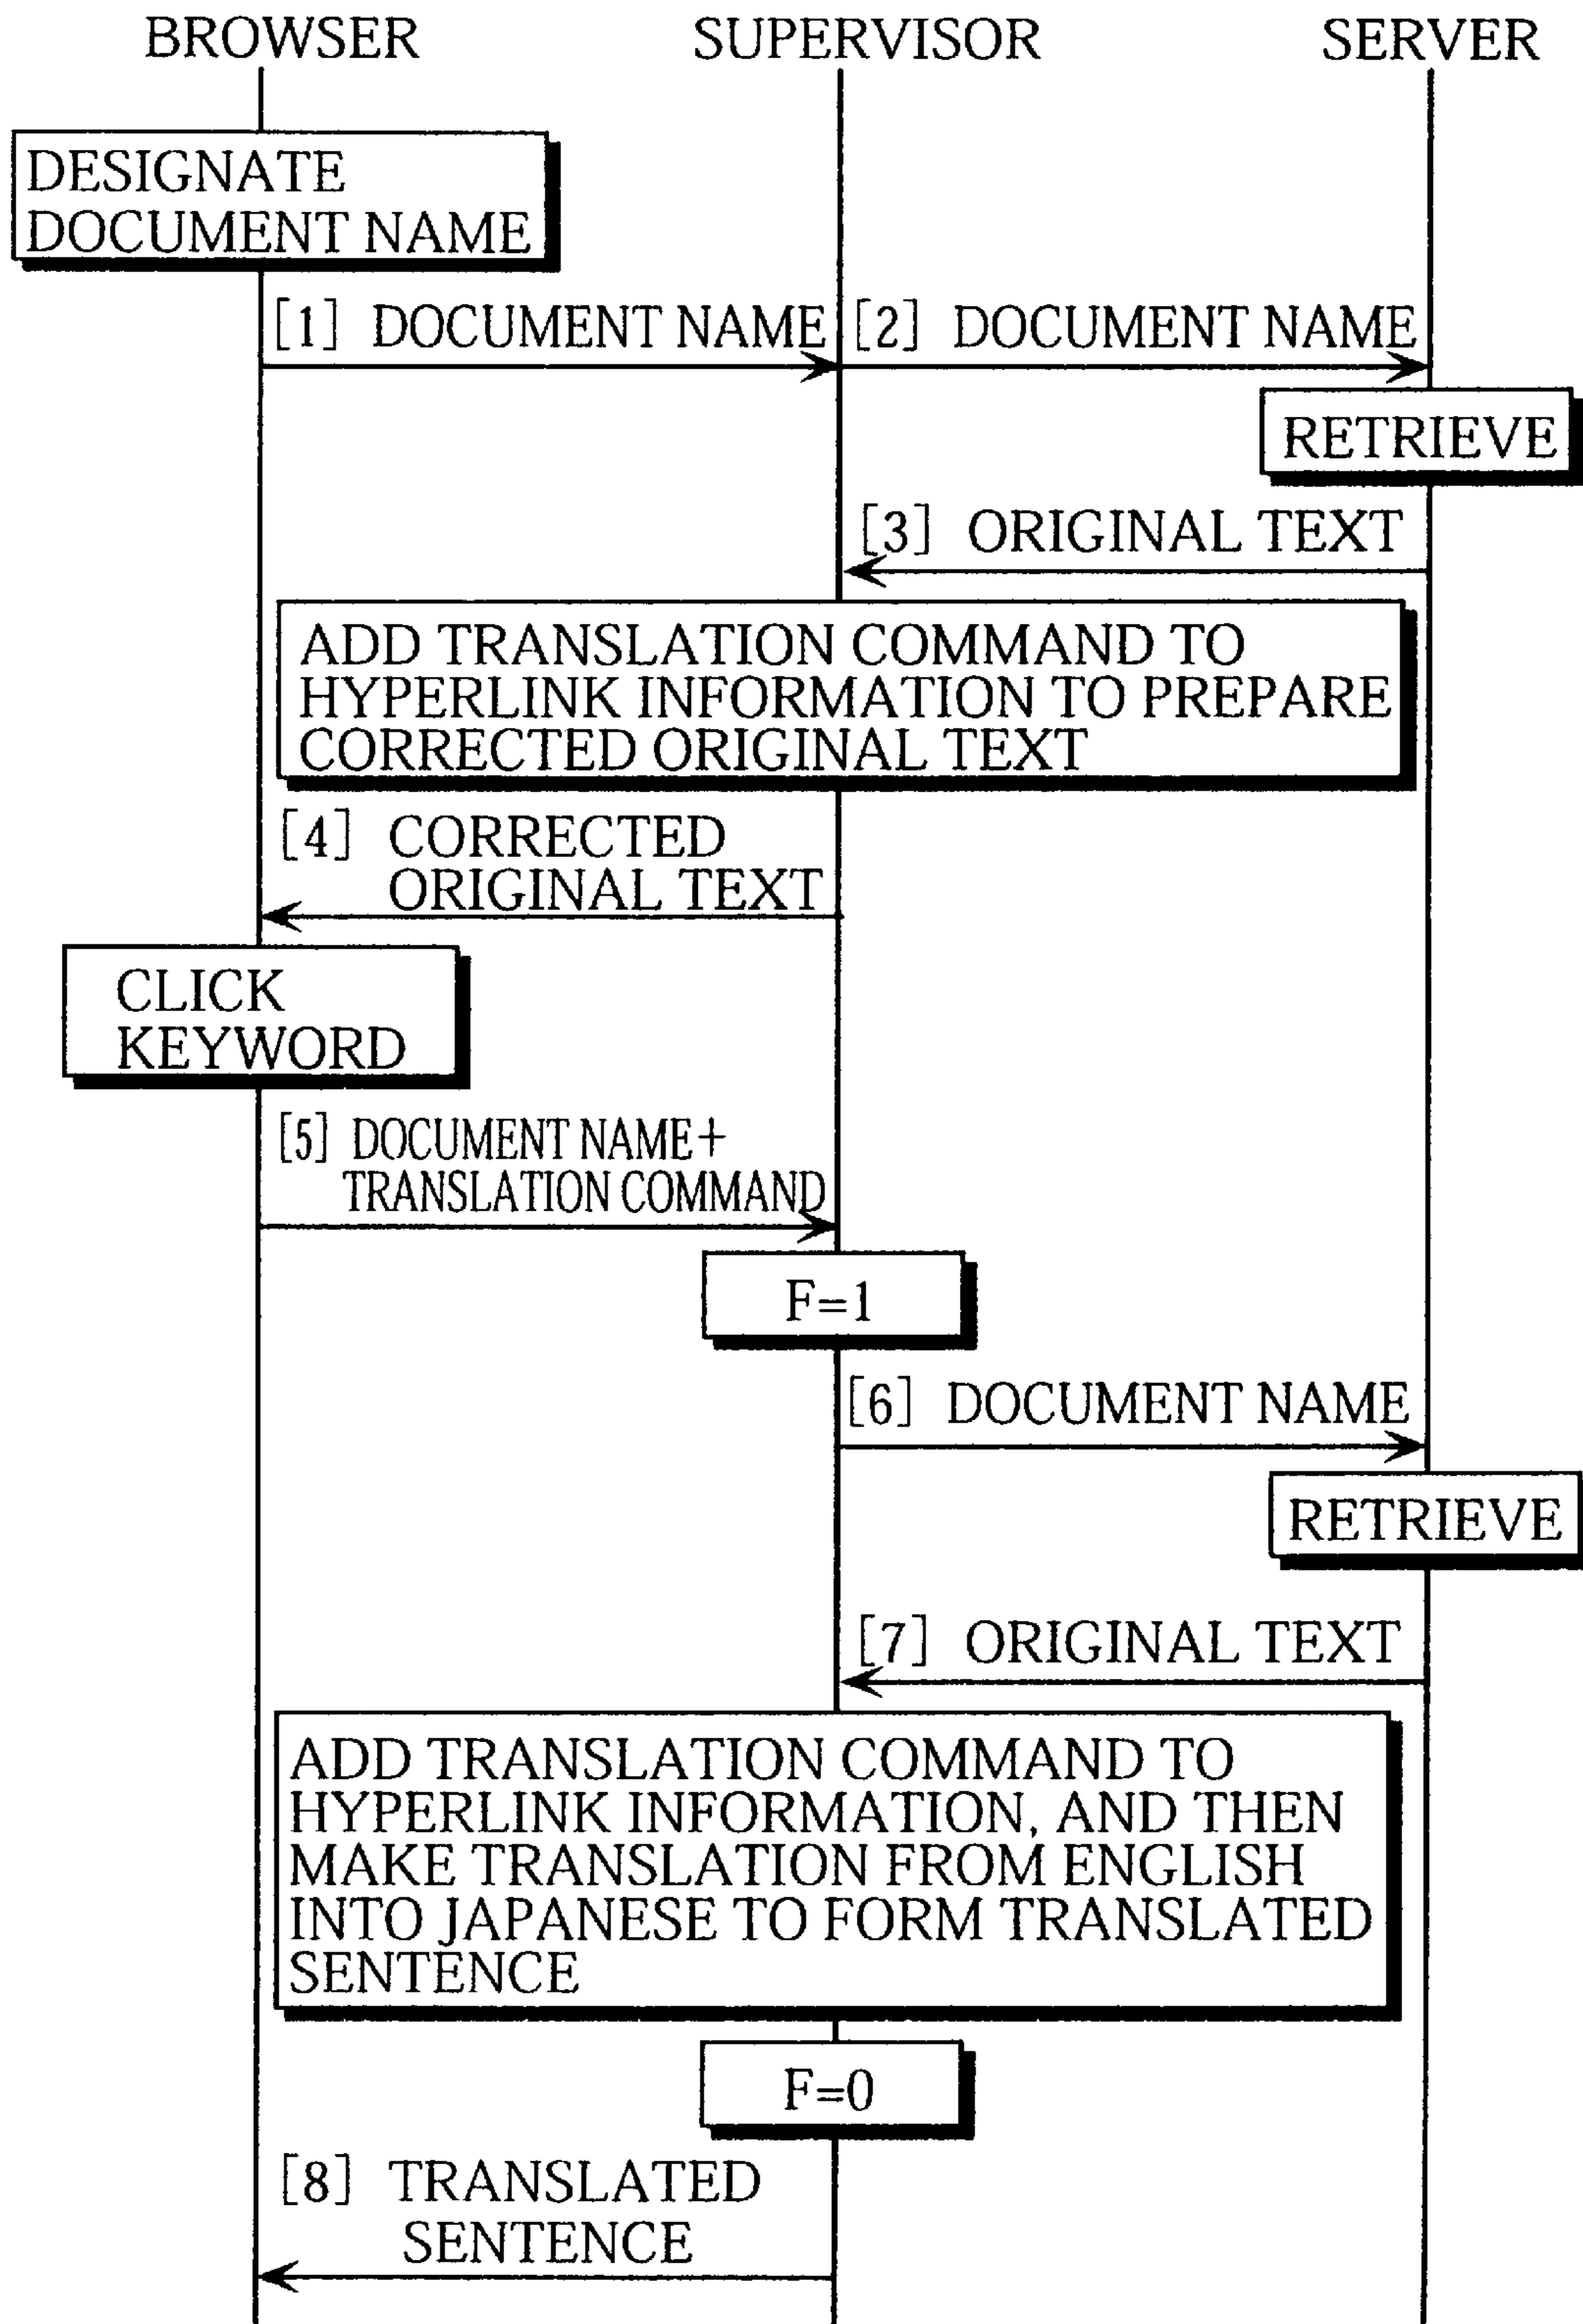 BROWSER
SUPERVISOR
SERVER
DESIGNATE
DOCUMENT NAME
[1] DOCUMENT NAME
[2] DOCUMENT NAME
RETRIEVE
[3] ORIGINAL TEXT
ADD TRANSLATION COMMAND TO
HYPERLINK INFORMATION TO PREPARE
CORRECTED ORIGINAL TEXT
[4] CORRECTED
ORIGINAL TEXT
CLICK
KEYWORD
[5] DOCUMENT NAME+
TRANSLATION COMMAND
F=1
[6] DOCUMENT NAME
RETRIEVE
[7] ORIGINAL TEXT
ADD TRANSLATION COMMAND TO
HYPERLINK INFORMATION, AND THEN
MAKE TRANSLATION FROM ENGLISH
INTO JAPANESE TO FORM TRANSLATED
SENTENCE
F=0
[8] TRANSLATED
SENTENCE